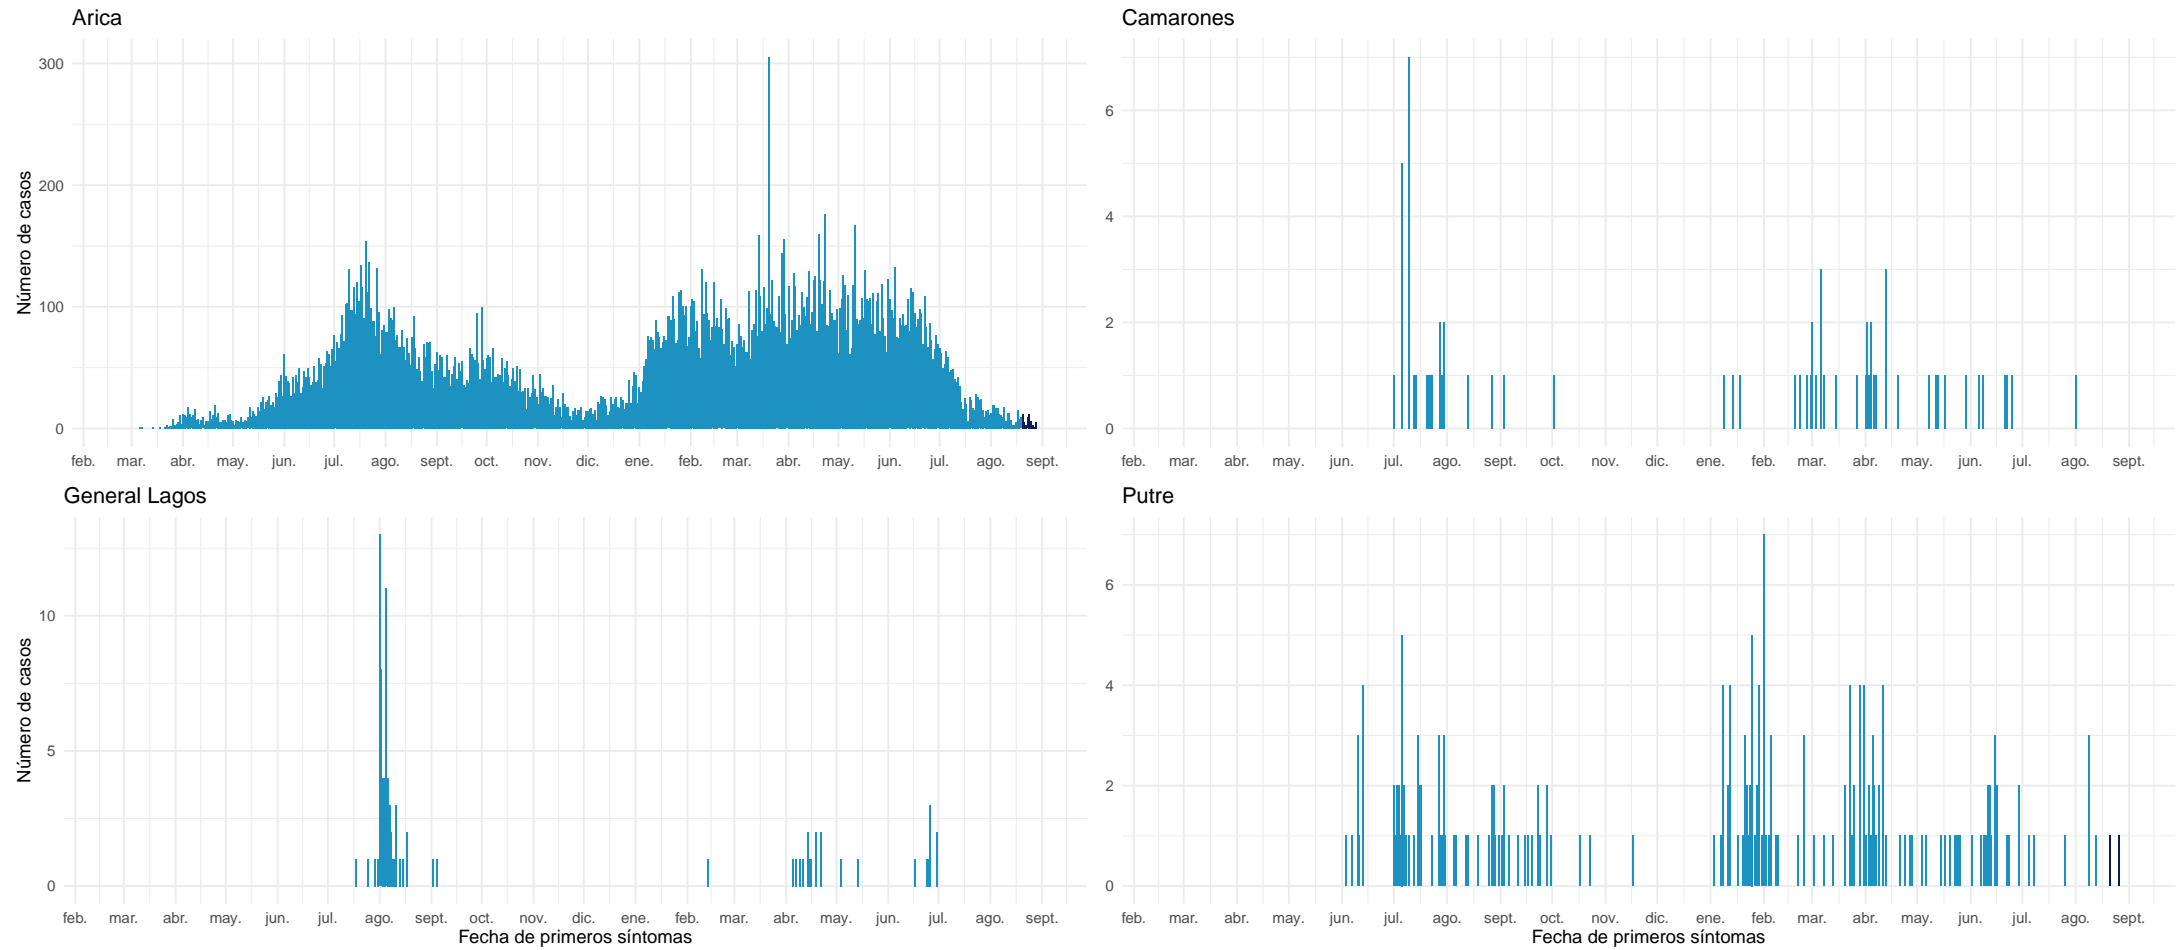 Arica
Camarones
Número de casos
300
200
100
0
6
4
2
0
feb. mar. abr. may. jun. jul. ago. sept. oct. nov. dic. ene. feb. mar. abr. may. jun. jul. ago. sept.
feb. mar. abr. may. jun. jul. ago. sept. oct. nov. dic. ene. feb. mar. abr. may. jun. jul. ago. sept.
General Lagos
Putre
Número de casos
10
5
0
6
4
2
0
feb. mar. abr. may. jun. jul. ago. sept. oct. nov. dic. ene. feb. mar. abr. may. jun. jul. ago. sept.
feb. mar. abr. may. jun. jul. ago. sept. oct. nov. dic. ene. feb. mar. abr. may. jun. jul. ago. sept.
Fecha de primeros síntomas
Fecha de primeros síntomas